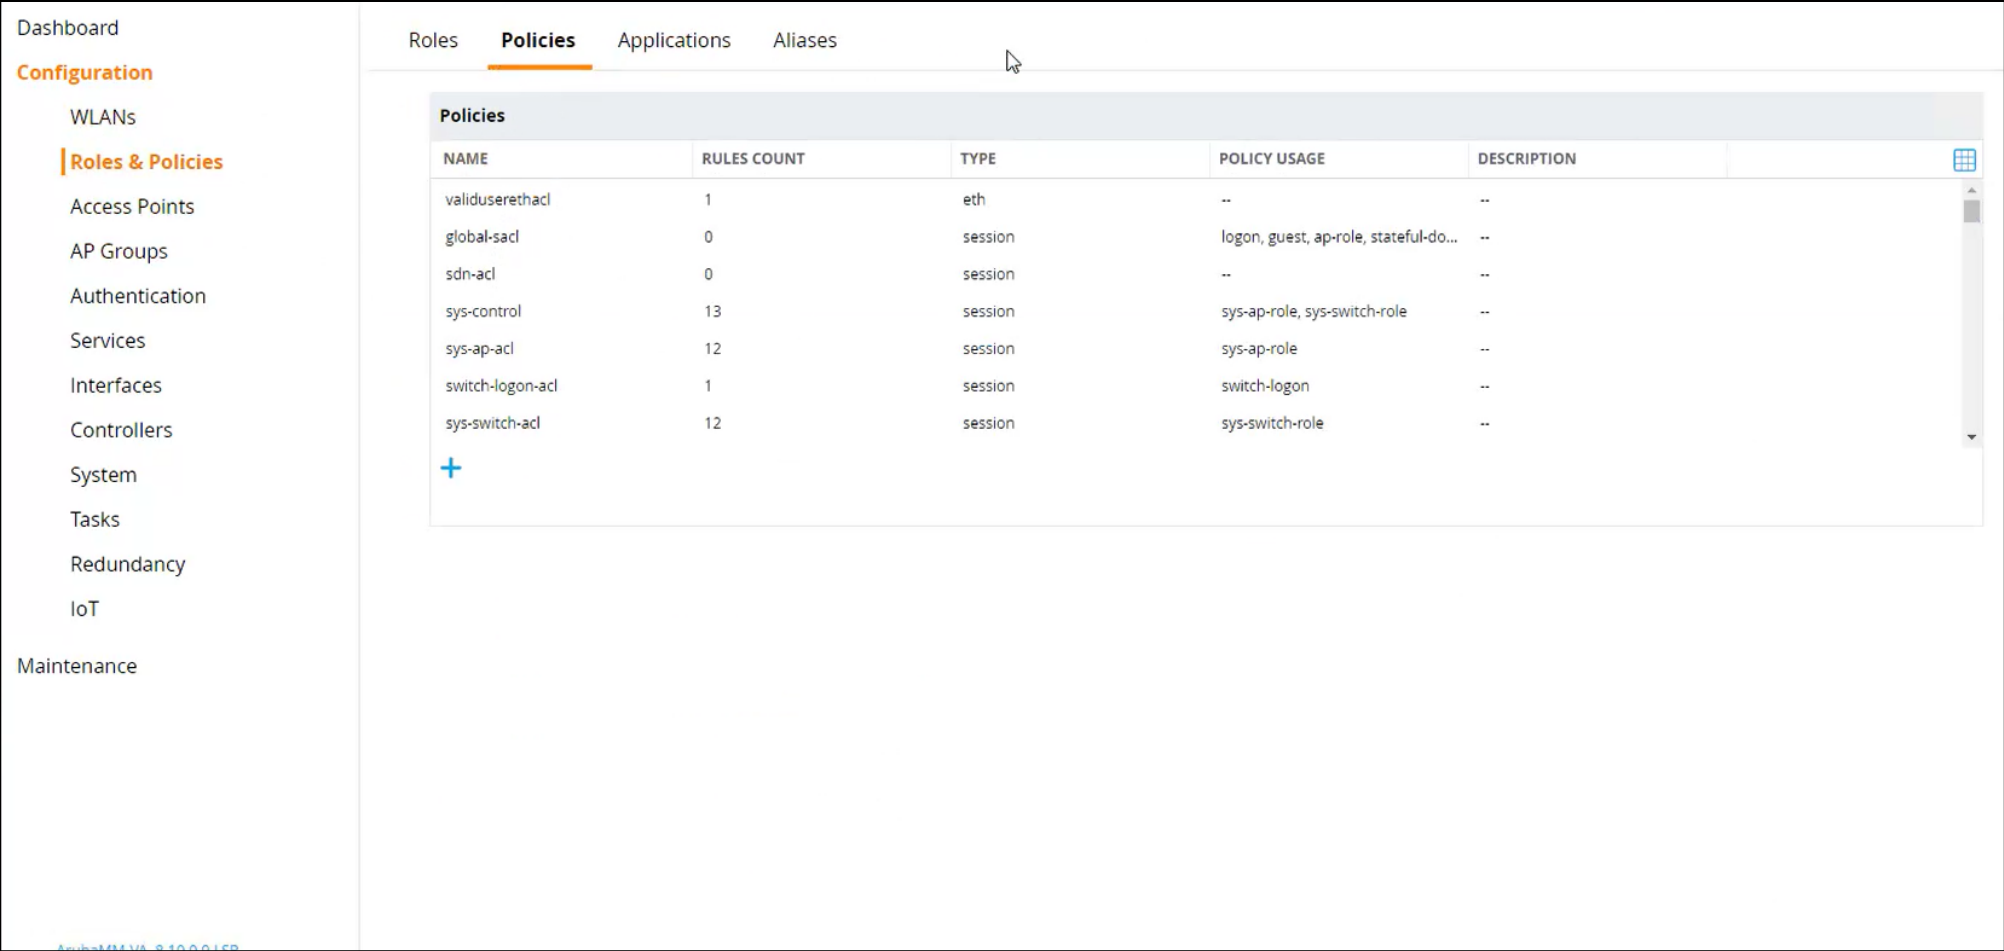 Dashboard
Configuration
WLANs
Roles & Policies
Access Points
AP Groups
Authentication
Services
Interfaces
Controllers
System
Tasks
Redundancy
IoT
Maintenance
Roles Policies Applications Aliases
Policies
NAME RULES COUNT TYPE POLICY USAGE DESCRIPTION
validuserethacl 1 eth -- --
global-sacl 0 session logon, guest, ap-role, stateful-do... --
sdn-acl 0 session -- --
sys-control 13 session sys-ap-role, sys-switch-role --
sys-ap-acl 12 session sys-ap-role --
switch-logon-acl 1 session switch-logon --
sys-switch-acl 12 session sys-switch-role --